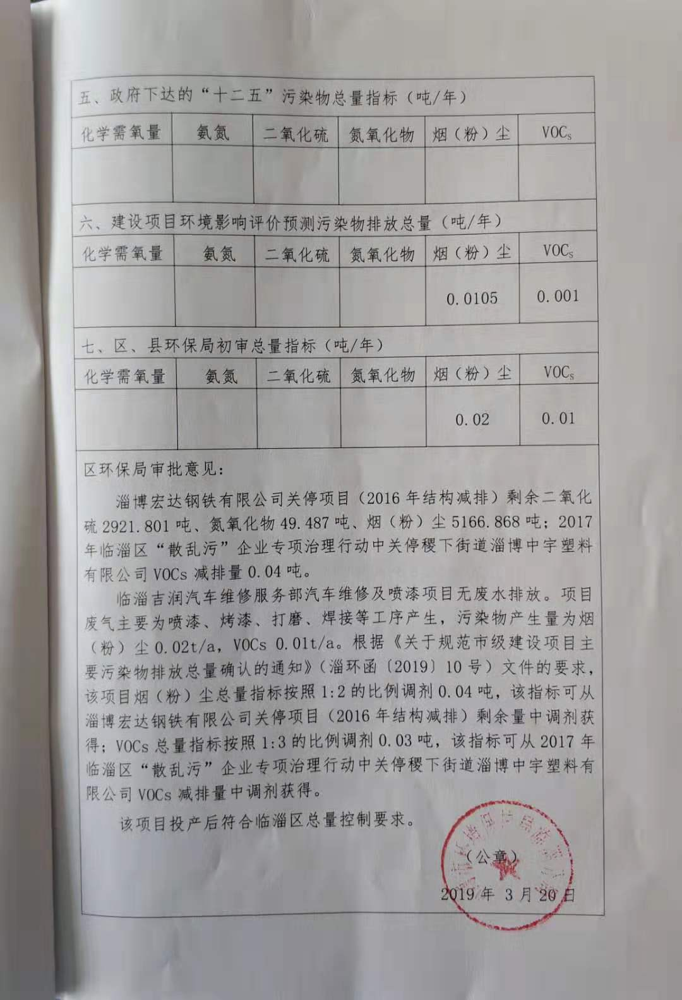 五、政府下达的“十二五”污染物总量指标（吨/年）
化学需氧量 氨氮 二氧化硫 氮氧化物 烟（粉）尘 VOCs
六、建设项目环境影响评价预测污染物排放总量（吨/年）
化学需氧量 氨氮 二氧化硫 氮氧化物 烟（粉）尘 VOCs
0.0105 0.001
七、区、县环保局初审总量指标（吨/年）
化学需氧量 氨氮 二氧化硫 氮氧化物 烟（粉）尘 VOCs
0.02 0.01
区环保局审批意见：
淄博宏达钢铁有限公司关停项目（2016 年结构减排）剩余二氧化
硫 2921.801 吨、氮氧化物 49.487 吨、烟（粉）尘 5166.868 吨；2017
年临淄区“散乱污”企业专项治理行动中关停稷下街道淄博中宇塑料
有限公司 VOCs 减排量 0.04 吨。
临淄吉润汽车维修服务部汽车维修及喷漆项目无废水排放。项目
废气主要为喷漆、烤漆、打磨、焊接等工序产生，污染物产生量为烟
（粉）尘 0.02t/a，VOCs 0.01t/a。根据《关于规范市级建设项目主
要污染物排放总量确认的通知》（淄环函〔2019〕10 号）文件的要求，
该项目烟（粉）尘总量指标按照 1:2 的比例调剂 0.04 吨，该指标可从
淄博宏达钢铁有限公司关停项目（2016 年结构减排）剩余量中调剂获
得；VOCs 总量指标按照 1:3 的比例调剂 0.03 吨，该指标可从 2017 年
临淄区“散乱污”企业专项治理行动中关停稷下街道淄博中宇塑料有
限公司 VOCs 减排量中调剂获得。
该项目投产后符合临淄区总量控制要求。
（公章）
2019 年 3 月 20 日